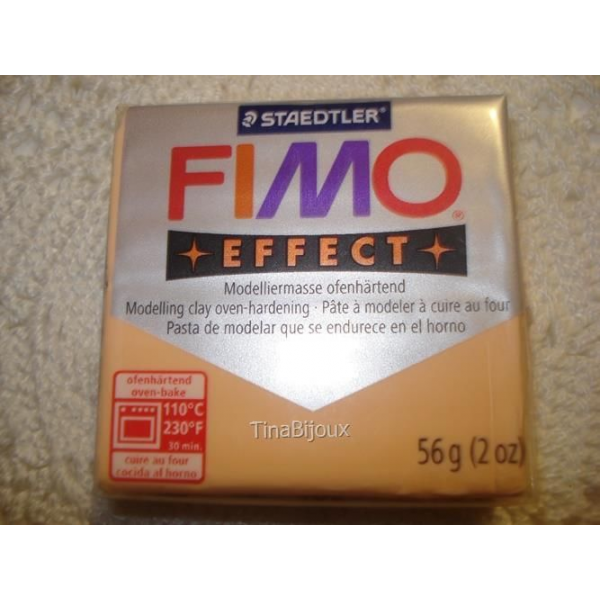 STAEDTLER®
FIMO®
EFFECT
Modelliermasse ofenhärtend
Modelling clay oven-hardening · Pâte à modeler à cuire au four
Pasta de modelar que se endurece en el horno
ofenhärtend
oven-bake
110°C
230°F
30 min.
cuire au four
cocida al horno
TinaBijoux
56 g (2 oz)